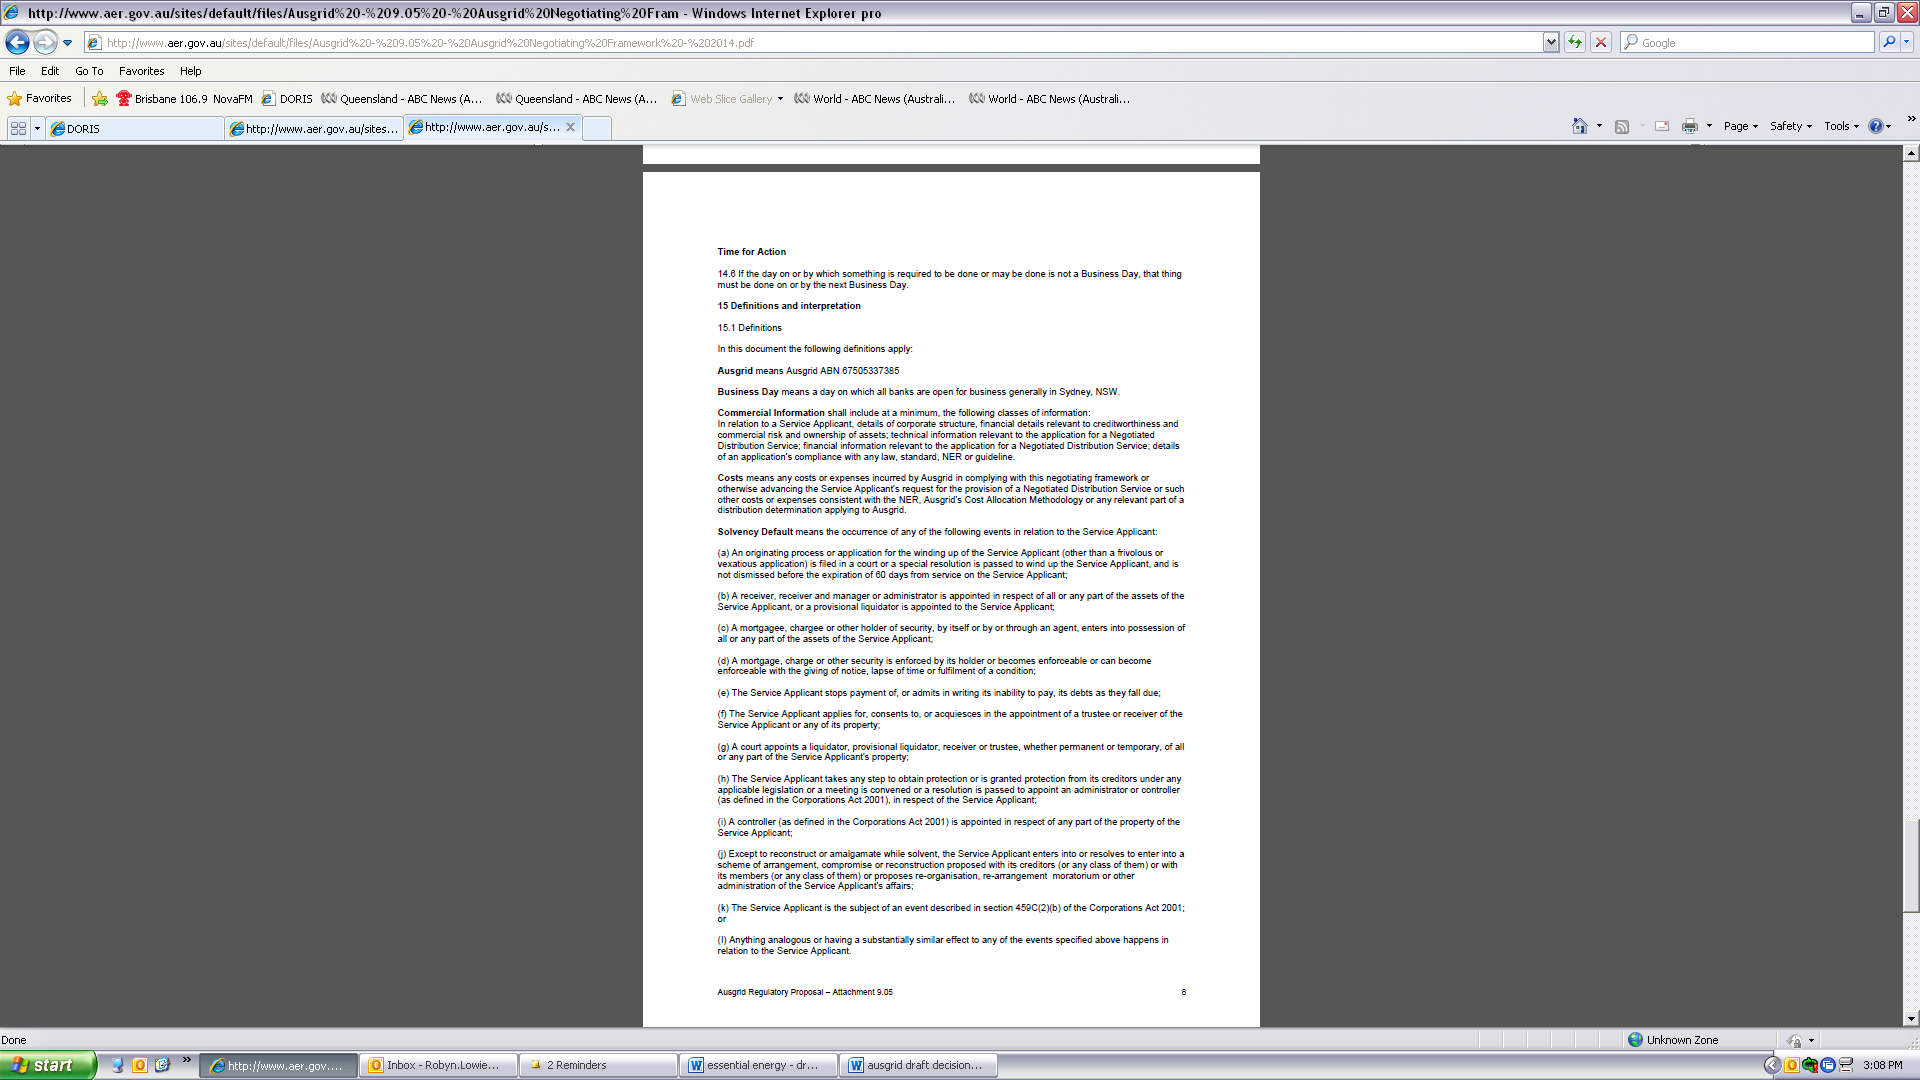 http://www.aer.gov.au/sites/default/files/Ausgrid%20-%209.05%20-%20Ausgrid%20Negotiating%20Fram - Windows Internet Explorer pro
http://www.aer.gov.au/sites/default/files/Ausgrid%20-%209.05%20-%20Ausgrid%20Negotiating%20Framework%20-%202014.pdf
Google
File Edit Go To Favorites Help
Favorites Brisbane 106.9 NovaFM DORIS Queensland - ABC News (A... Queensland - ABC News (A... Web Slice Gallery World - ABC News (Australi... World - ABC News (Australi...
DORIS http://www.aer.gov.au/sites... http://www.aer.gov.au/s... Page Safety Tools
Time for Action
14.6 If the day on or by which something is required to be done or may be done is not a Business Day, that thing
must be done on or by the next Business Day.
15 Definitions and interpretation
15.1 Definitions
In this document the following definitions apply:
Ausgrid means Ausgrid ABN 67505337385
Business Day means a day on which all banks are open for business generally in Sydney, NSW.
Commercial Information shall include at a minimum, the following classes of information:
In relation to a Service Applicant, details of corporate structure, financial details relevant to creditworthiness and
commercial risk and ownership of assets; technical information relevant to the application for a Negotiated
Distribution Service; financial information relevant to the application for a Negotiated Distribution Service; details
of an application's compliance with any law, standard, NER or guideline.
Costs means any costs or expenses incurred by Ausgrid in complying with this negotiating framework or
otherwise advancing the Service Applicant's request for the provision of a Negotiated Distribution Service or such
other costs or expenses consistent with the NER, Ausgrid's Cost Allocation Methodology or any relevant part of a
distribution determination applying to Ausgrid.
Solvency Default means the occurrence of any of the following events in relation to the Service Applicant:
(a) An originating process or application for the winding up of the Service Applicant (other than a frivolous or
vexatious application) is filed in a court or a special resolution is passed to wind up the Service Applicant, and is
not dismissed before the expiration of 60 days from service on the Service Applicant;
(b) A receiver, receiver and manager or administrator is appointed in respect of all or any part of the assets of the
Service Applicant, or a provisional liquidator is appointed to the Service Applicant;
(c) A mortgagee, chargee or other holder of security, by itself or by or through an agent, enters into possession of
all or any part of the assets of the Service Applicant;
(d) A mortgage, charge or other security is enforced by its holder or becomes enforceable or can become
enforceable with the giving of notice, lapse of time or fulfilment of a condition;
(e) The Service Applicant stops payment of, or admits in writing its inability to pay, its debts as they fall due;
(f) The Service Applicant applies for, consents to, or acquiesces in the appointment of a trustee or receiver of the
Service Applicant or any of its property;
(g) A court appoints a liquidator, provisional liquidator, receiver or trustee, whether permanent or temporary, of all
or any part of the Service Applicant's property;
(h) The Service Applicant takes any step to obtain protection or is granted protection from its creditors under any
applicable legislation or a meeting is convened or a resolution is passed to appoint an administrator or controller
(as defined in the Corporations Act 2001), in respect of the Service Applicant;
(i) A controller (as defined in the Corporations Act 2001) is appointed in respect of any part of the property of the
Service Applicant;
(j) Except to reconstruct or amalgamate while solvent, the Service Applicant enters into or resolves to enter into a
scheme of arrangement, compromise or reconstruction proposed with its creditors (or any class of them) or with
its members (or any class of them) or proposes re-organisation, re-arrangement moratorium or other
administration of the Service Applicant's affairs;
(k) The Service Applicant is the subject of an event described in section 459C(2)(b) of the Corporations Act 2001;
or
(l) Anything analogous or having a substantially similar effect to any of the events specified above happens in
relation to the Service Applicant.
Ausgrid Regulatory Proposal – Attachment 9.05 8
Done Unknown Zone
start http://www.aer.gov.... Inbox - Robyn.Lowie... 2 Reminders essential energy - dr... ausgrid draft decision... 3:08 PM